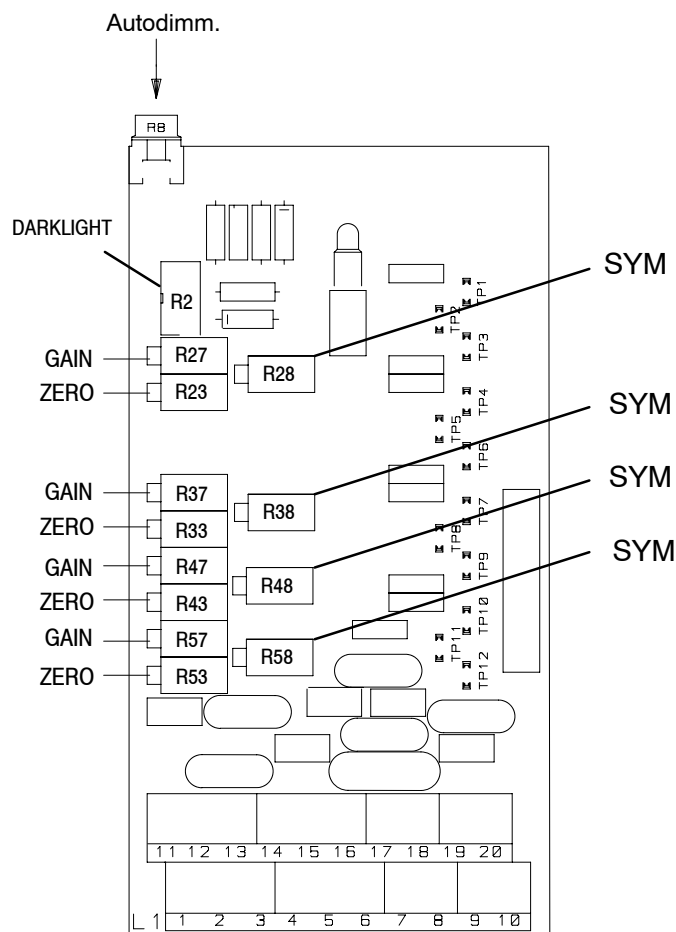 Autodimm.
R8
DARKLIGHT
SYM
R2
TP1
TP2
GAIN
R27
TP3
R28
ZERO
R23
TP4
SYM
TP5
TP6
GAIN
R37
SYM
R38
TP7
ZERO
R33
TP8
SYM
GAIN
R47
TP9
R48
ZERO
R43
TP10
GAIN
R57
TP11
R58
ZERO
R53
TP12
11 12 13 14 15 16 17 18 19 20
L1 1 2 3 4 5 6 7 8 9 10